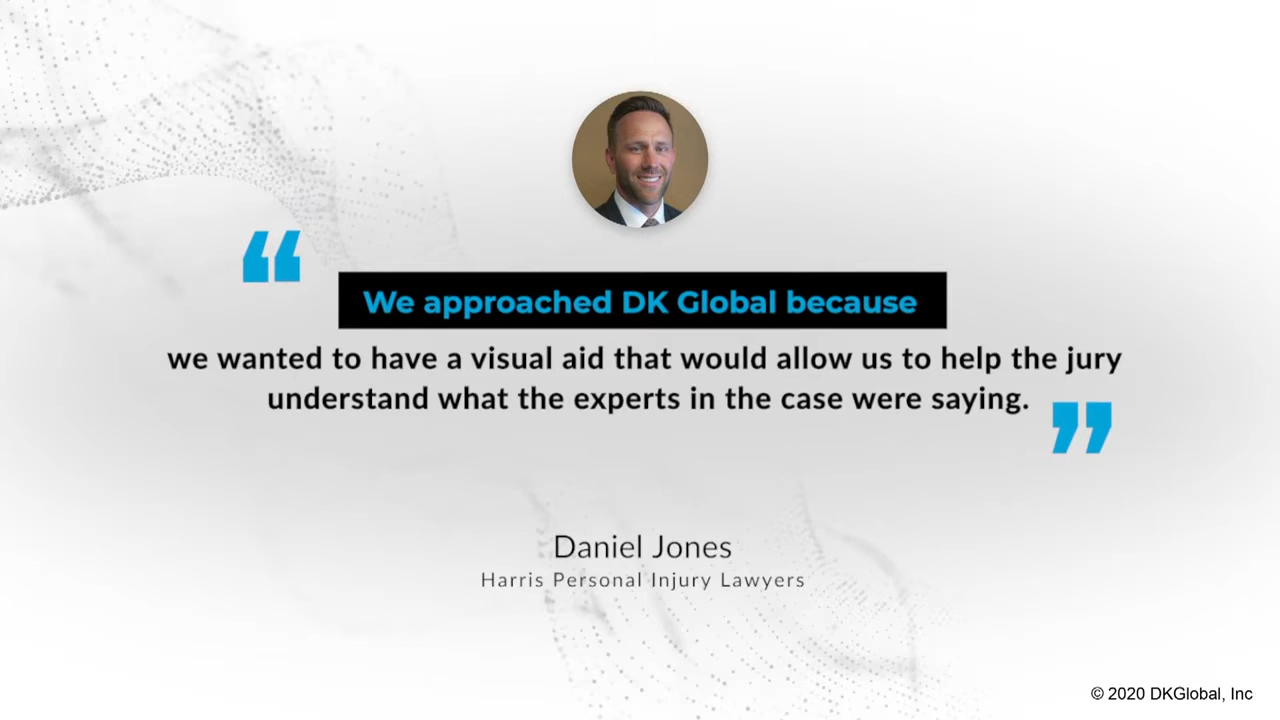 “
We approached DK Global because
we wanted to have a visual aid that would allow us to help the jury
understand what the experts in the case were saying.
”
Daniel Jones
Harris Personal Injury Lawyers
© 2020 DKGlobal, Inc